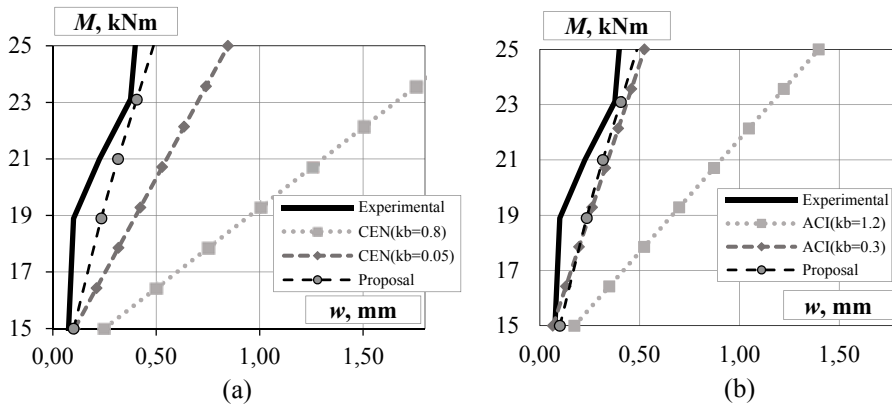 M, kNm
25
23
21
19
17
15
Experimental
CEN(kb=0.8)
CEN(kb=0.05)
Proposal
w, mm
0,00 0,50 1,00 1,50
(a)
M, kNm
25
23
21
19
17
15
Experimental
ACI(kb=1.2)
ACI(kb=0.3)
Proposal
w, mm
0,00 0,50 1,00 1,50
(b)